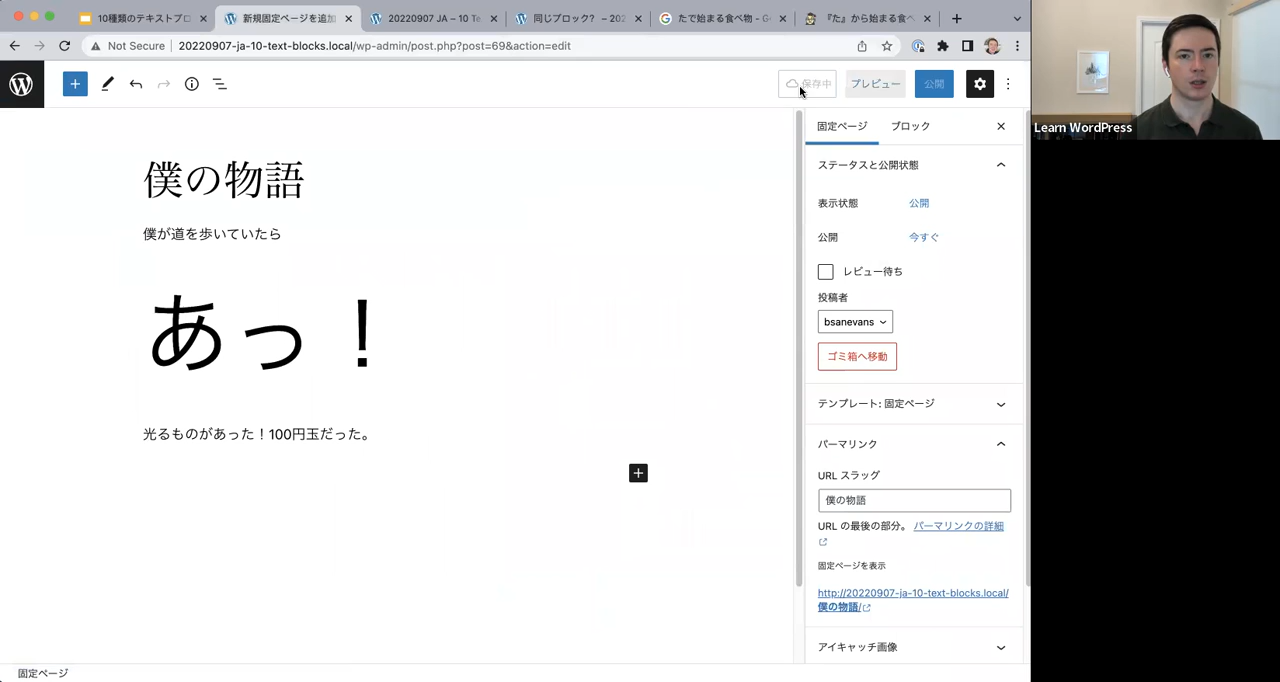 10種類のテキストブロ
新規固定ページを追加
20220907 JA – 10 Te
同じブロック？ – 202
たで始まる食べ物 - G
『た』から始まる食べ
Not Secure
20220907-ja-10-text-blocks.local/wp-admin/post.php?post=69&action=edit
保存中
プレビュー
公開
固定ページ
ブロック
僕の物語
僕が道を歩いていたら
あっ！
光るものがあった！100円玉だった。
ステータスと公開状態
表示状態
公開
公開
今すぐ
レビュー待ち
投稿者
bsanevans
ゴミ箱へ移動
テンプレート: 固定ページ
パーマリンク
URL スラッグ
僕の物語
URL の最後の部分。 パーマリンクの詳細
固定ページを表示
http://20220907-ja-10-text-blocks.local/
僕の物語/
アイキャッチ画像
固定ページ
Learn WordPress